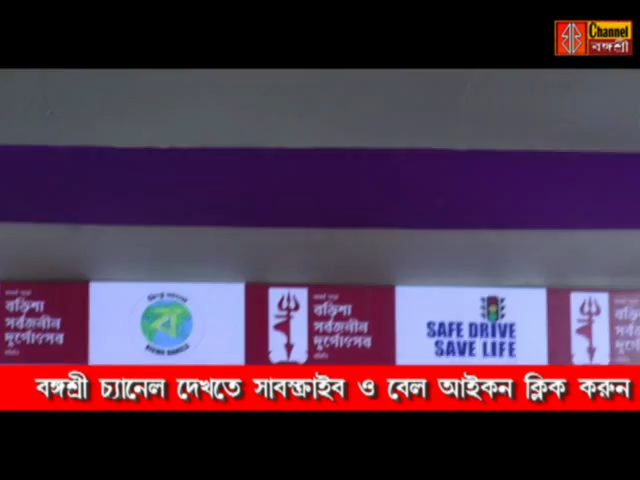 Channel
বঙ্গশ্রী
বড়িশা
সর্বজনীন
দুর্গোৎসব
ব
বড়িশা
সর্বজনীন
দুর্গোৎসব
SAFE DRIVE
SAVE LIFE
বঙ্গশ্রী চ্যানেল দেখতে সাবস্ক্রাইব ও বেল আইকন ক্লিক করুন